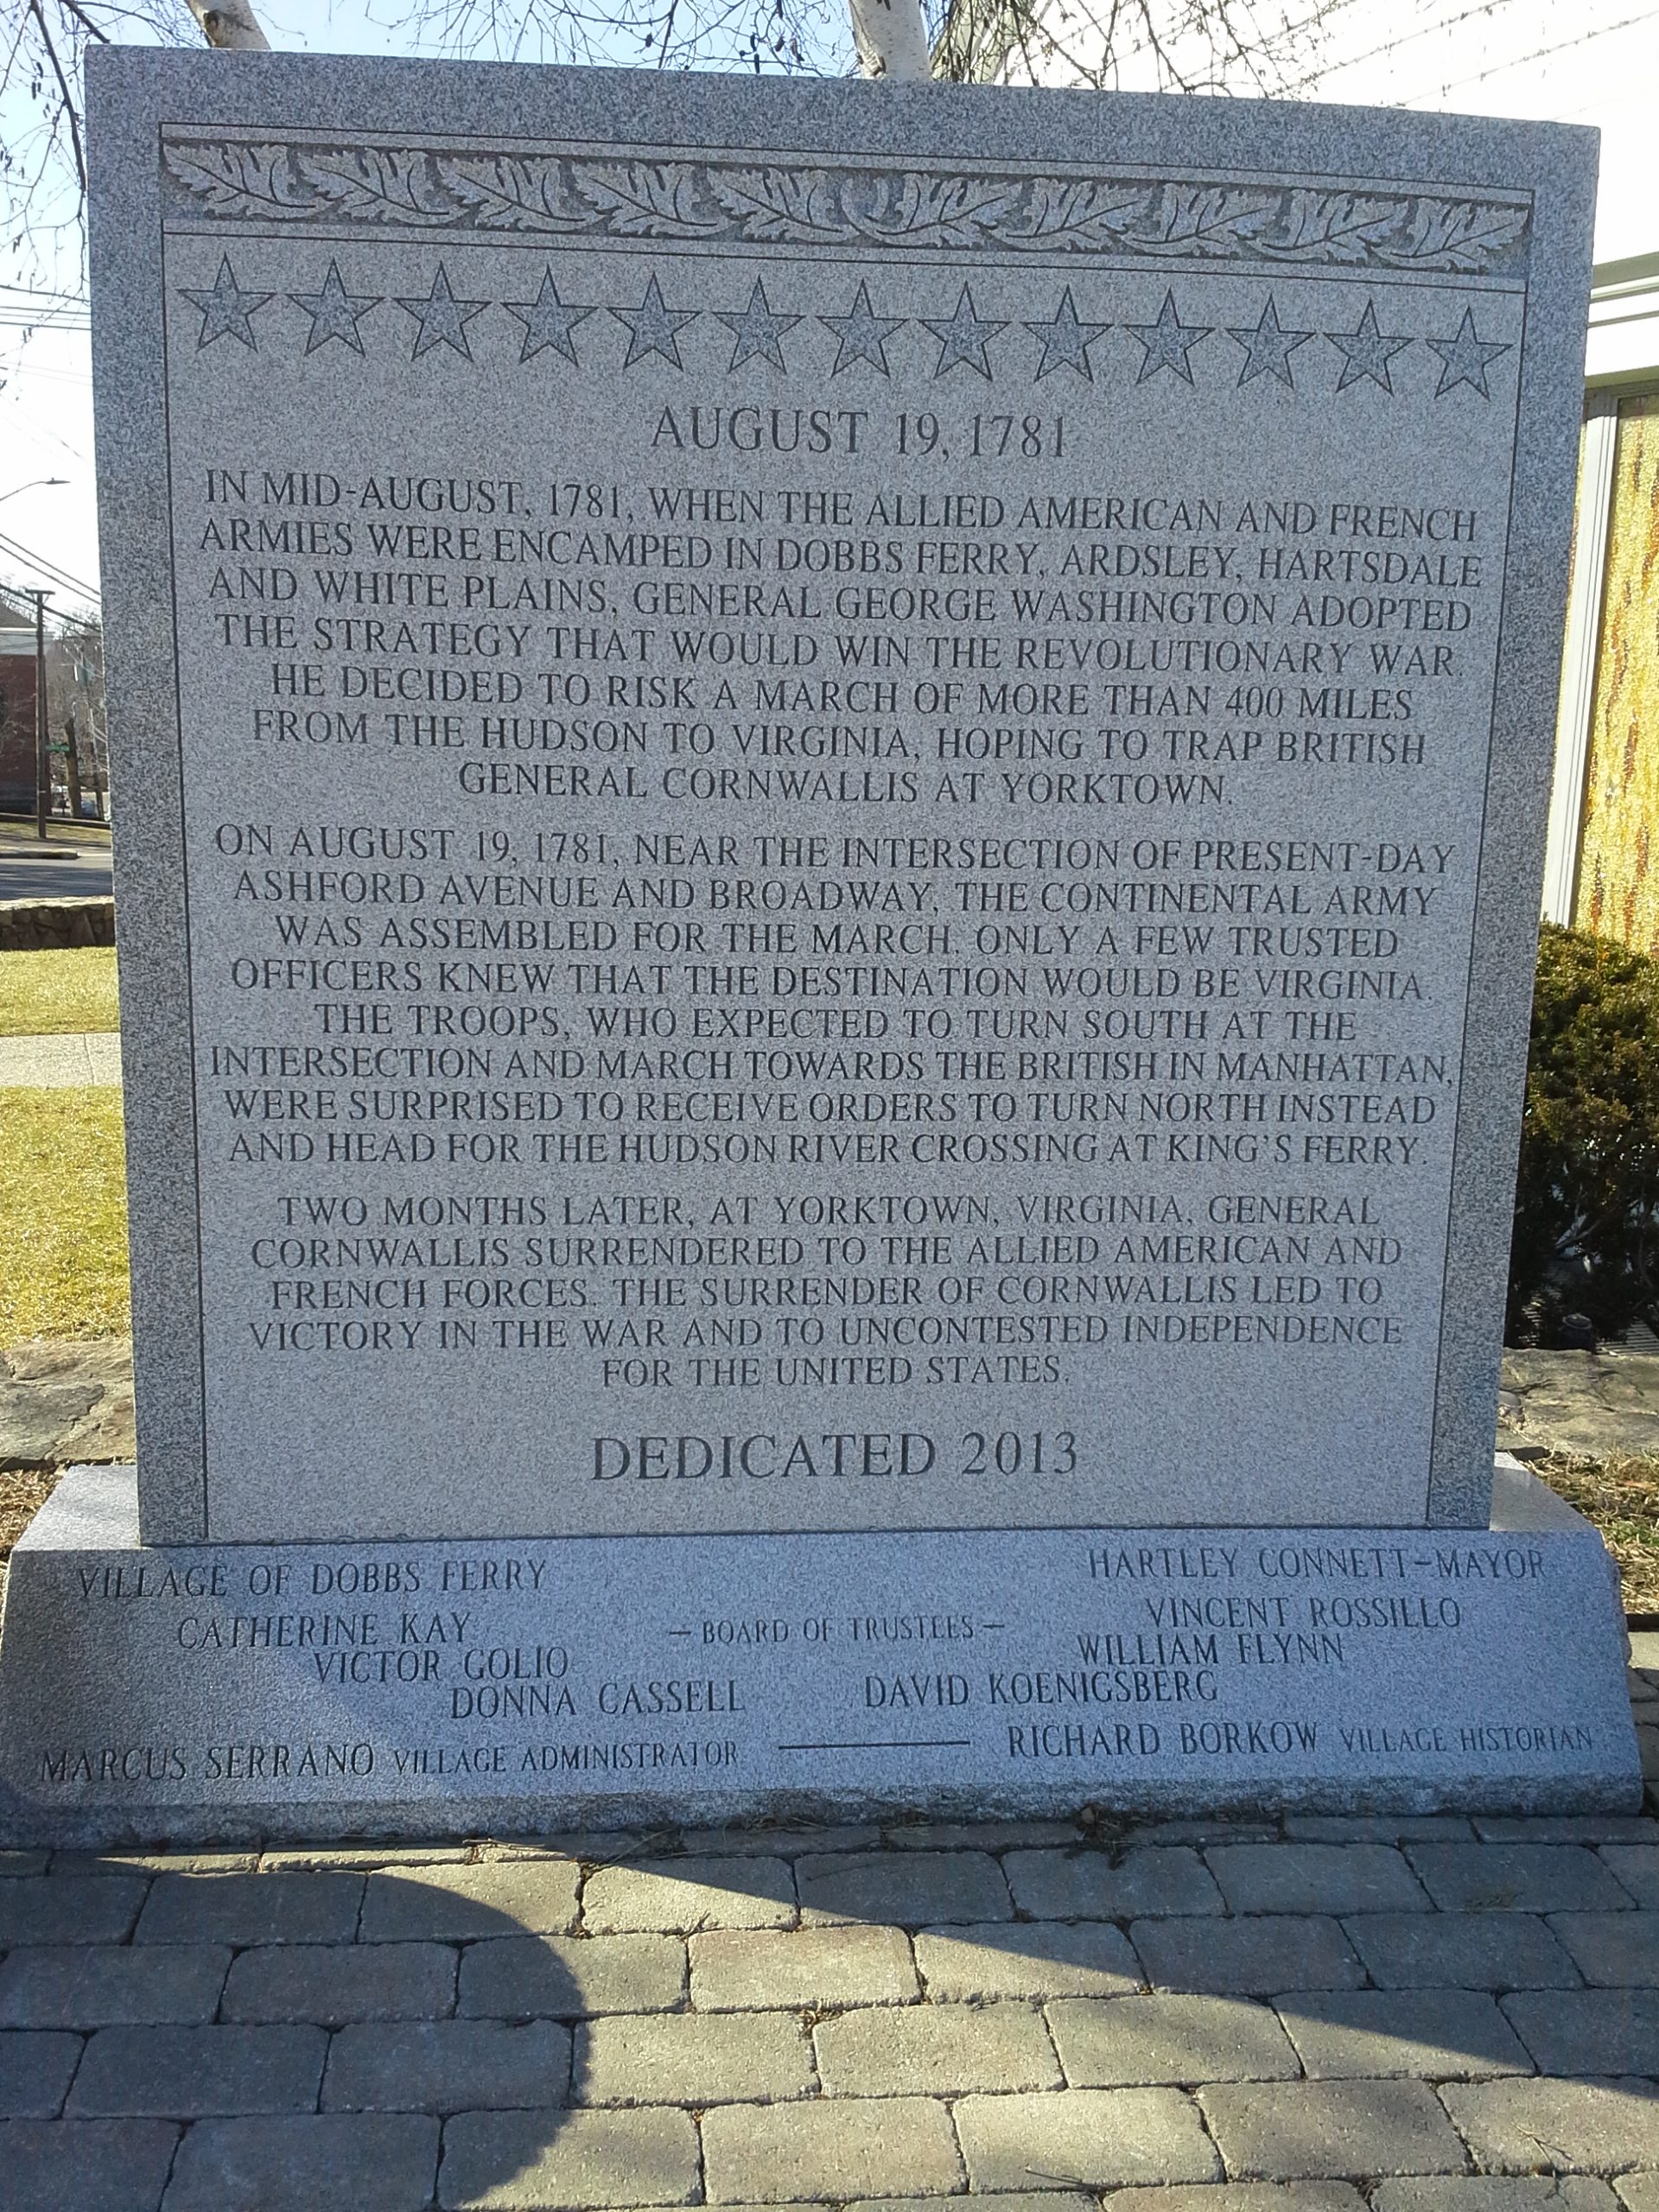 AUGUST 19, 1781
IN MID-AUGUST, 1781, WHEN THE ALLIED AMERICAN AND FRENCH
ARMIES WERE ENCAMPED IN DOBBS FERRY, ARDSLEY, HARTSDALE
AND WHITE PLAINS, GENERAL GEORGE WASHINGTON ADOPTED
THE STRATEGY THAT WOULD WIN THE REVOLUTIONARY WAR.
HE DECIDED TO RISK A MARCH OF MORE THAN 400 MILES
FROM THE HUDSON TO VIRGINIA, HOPING TO TRAP BRITISH
GENERAL CORNWALLIS AT YORKTOWN.
ON AUGUST 19, 1781, NEAR THE INTERSECTION OF PRESENT-DAY
ASHFORD AVENUE AND BROADWAY, THE CONTINENTAL ARMY
WAS ASSEMBLED FOR THE MARCH. ONLY A FEW TRUSTED
OFFICERS KNEW THAT THE DESTINATION WOULD BE VIRGINIA.
THE TROOPS, WHO EXPECTED TO TURN SOUTH AT THE
INTERSECTION AND MARCH TOWARDS THE BRITISH IN MANHATTAN,
WERE SURPRISED TO RECEIVE ORDERS TO TURN NORTH INSTEAD
AND HEAD FOR THE HUDSON RIVER CROSSING AT KING'S FERRY.
TWO MONTHS LATER, AT YORKTOWN, VIRGINIA, GENERAL
CORNWALLIS SURRENDERED TO THE ALLIED AMERICAN AND
FRENCH FORCES. THE SURRENDER OF CORNWALLIS LED TO
VICTORY IN THE WAR AND TO UNCONTESTED INDEPENDENCE
FOR THE UNITED STATES.
DEDICATED 2013
VILLAGE OF DOBBS FERRY HARTLEY CONNETT-MAYOR
CATHERINE KAY -BOARD OF TRUSTEES- VINCENT ROSSILLO
VICTOR GOLIO WILLIAM FLYNN
DONNA CASSELL DAVID KOENIGSBERG
MARCUS SERRANO VILLAGE ADMINISTRATOR — RICHARD BORKOW VILLAGE HISTORIAN